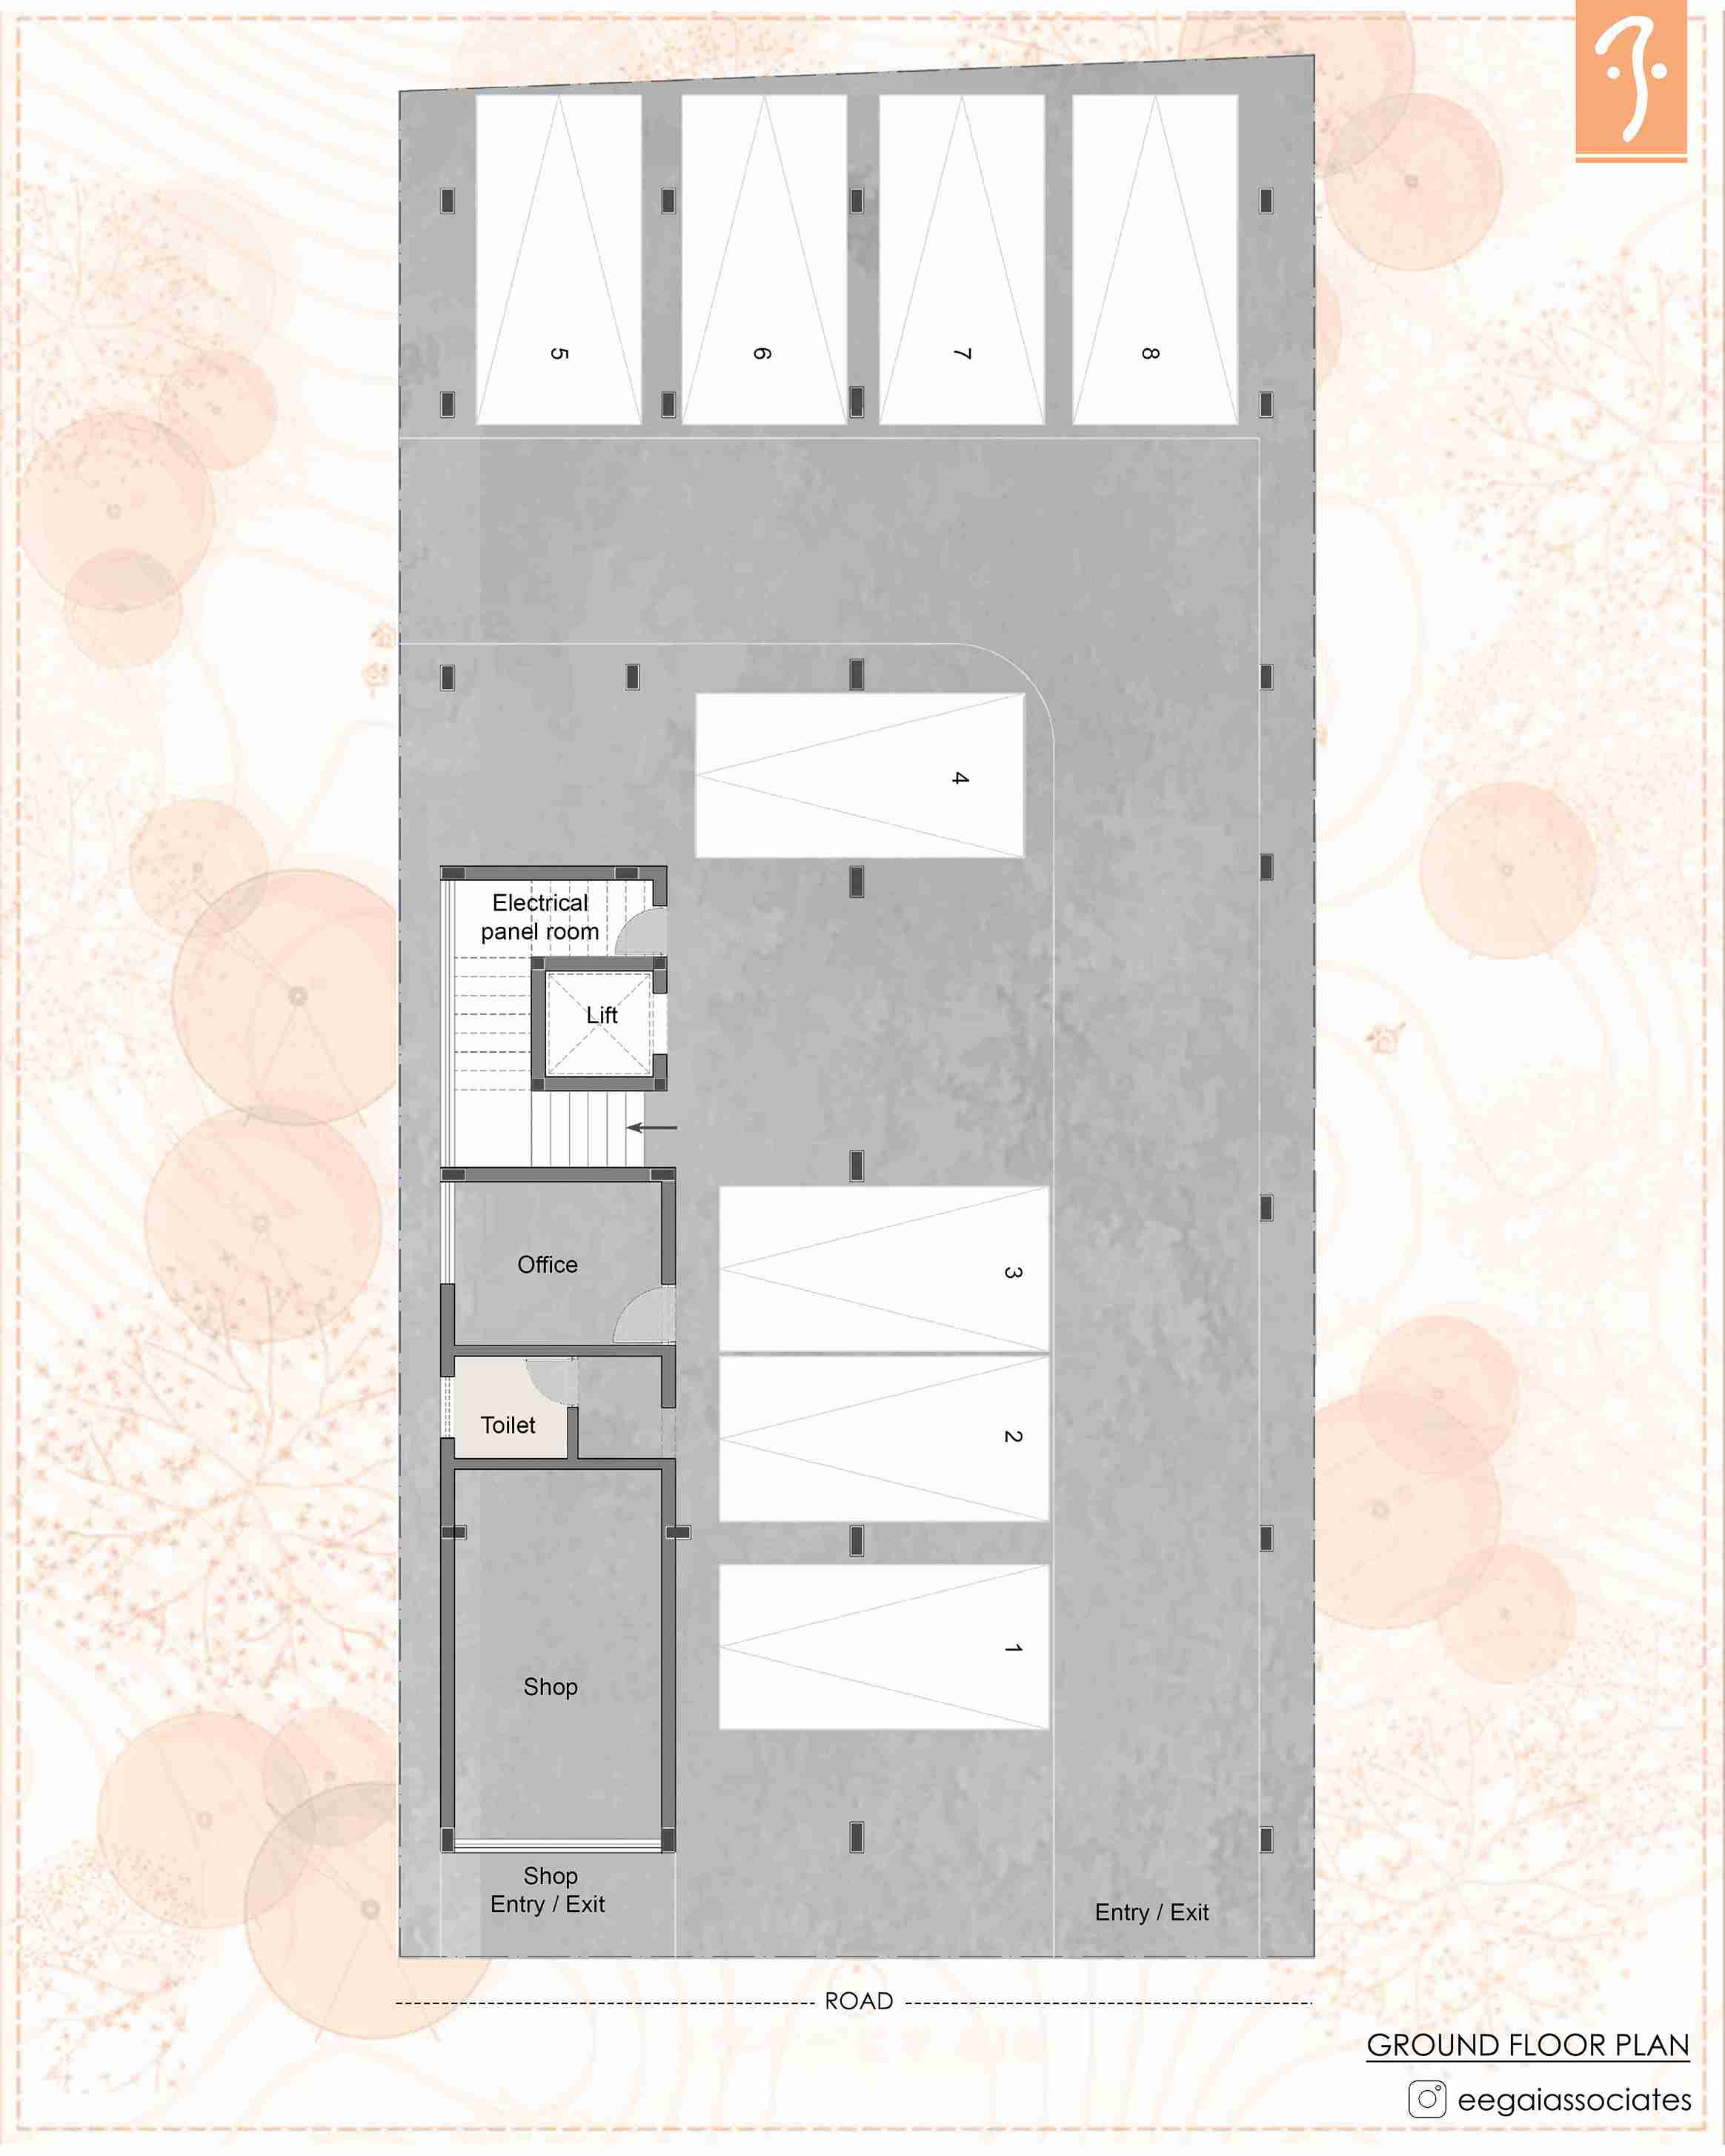 5
6
7
8
4
Electrical
panel room
Lift
Office
3
Toilet
2
1
Shop
Shop
Entry / Exit
Entry / Exit
ROAD
GROUND FLOOR PLAN
eegaiassociates